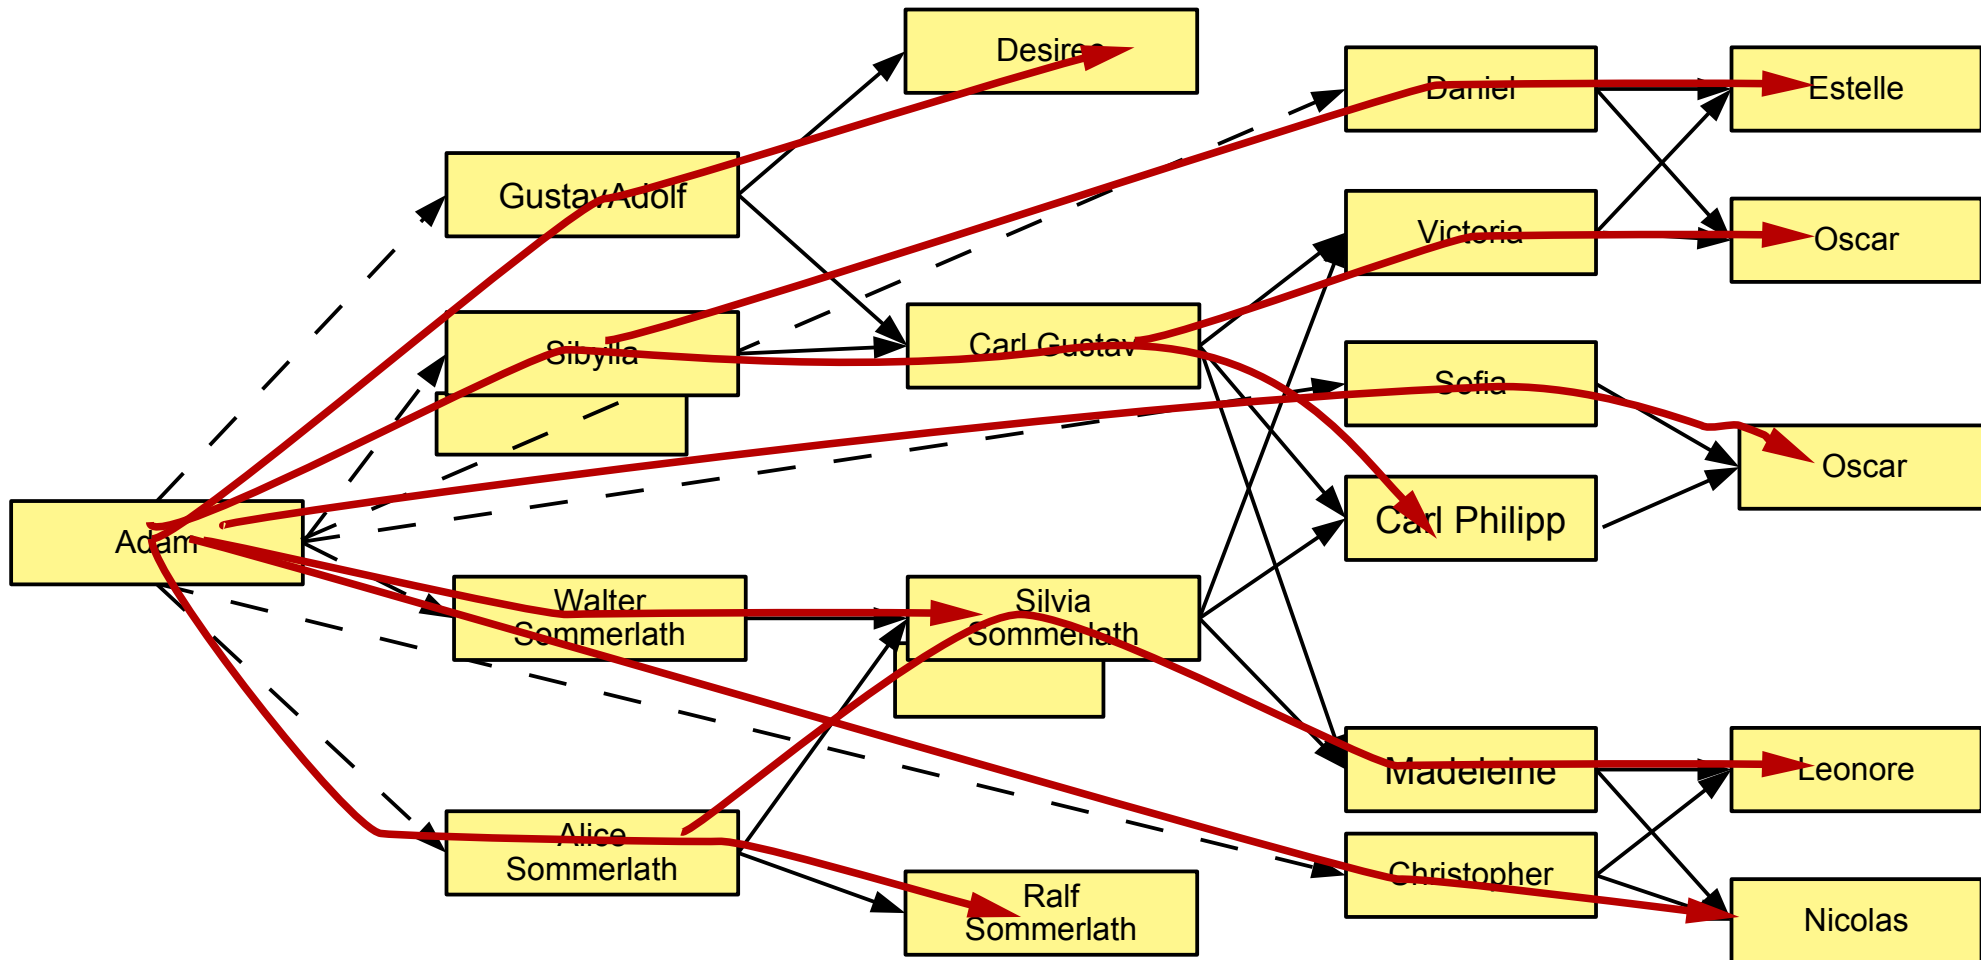 Desiree
Daniel
Estelle
GustavAdolf
Victoria
Oscar
Sibylla
Carl Gustav
Sofia
Oscar
Carl Philipp
Adam
Walter
Sommerlath
Silvia
Sommerlath
Madeleine
Leonore
Alice
Sommerlath
Christopher
Ralf
Sommerlath
Nicolas